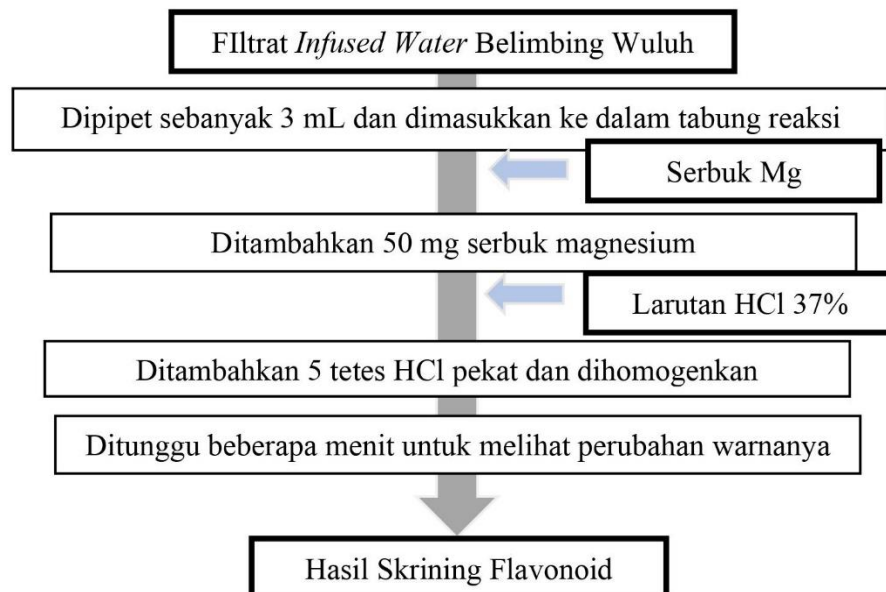 FIltrat Infused Water Belimbing Wuluh
Dipipet sebanyak 3 mL dan dimasukkan ke dalam tabung reaksi
Serbuk Mg
Ditambahkan 50 mg serbuk magnesium
Larutan HCl 37%
Ditambahkan 5 tetes HCl pekat dan dihomogenkan
Ditunggu beberapa menit untuk melihat perubahan warnanya
Hasil Skrining Flavonoid